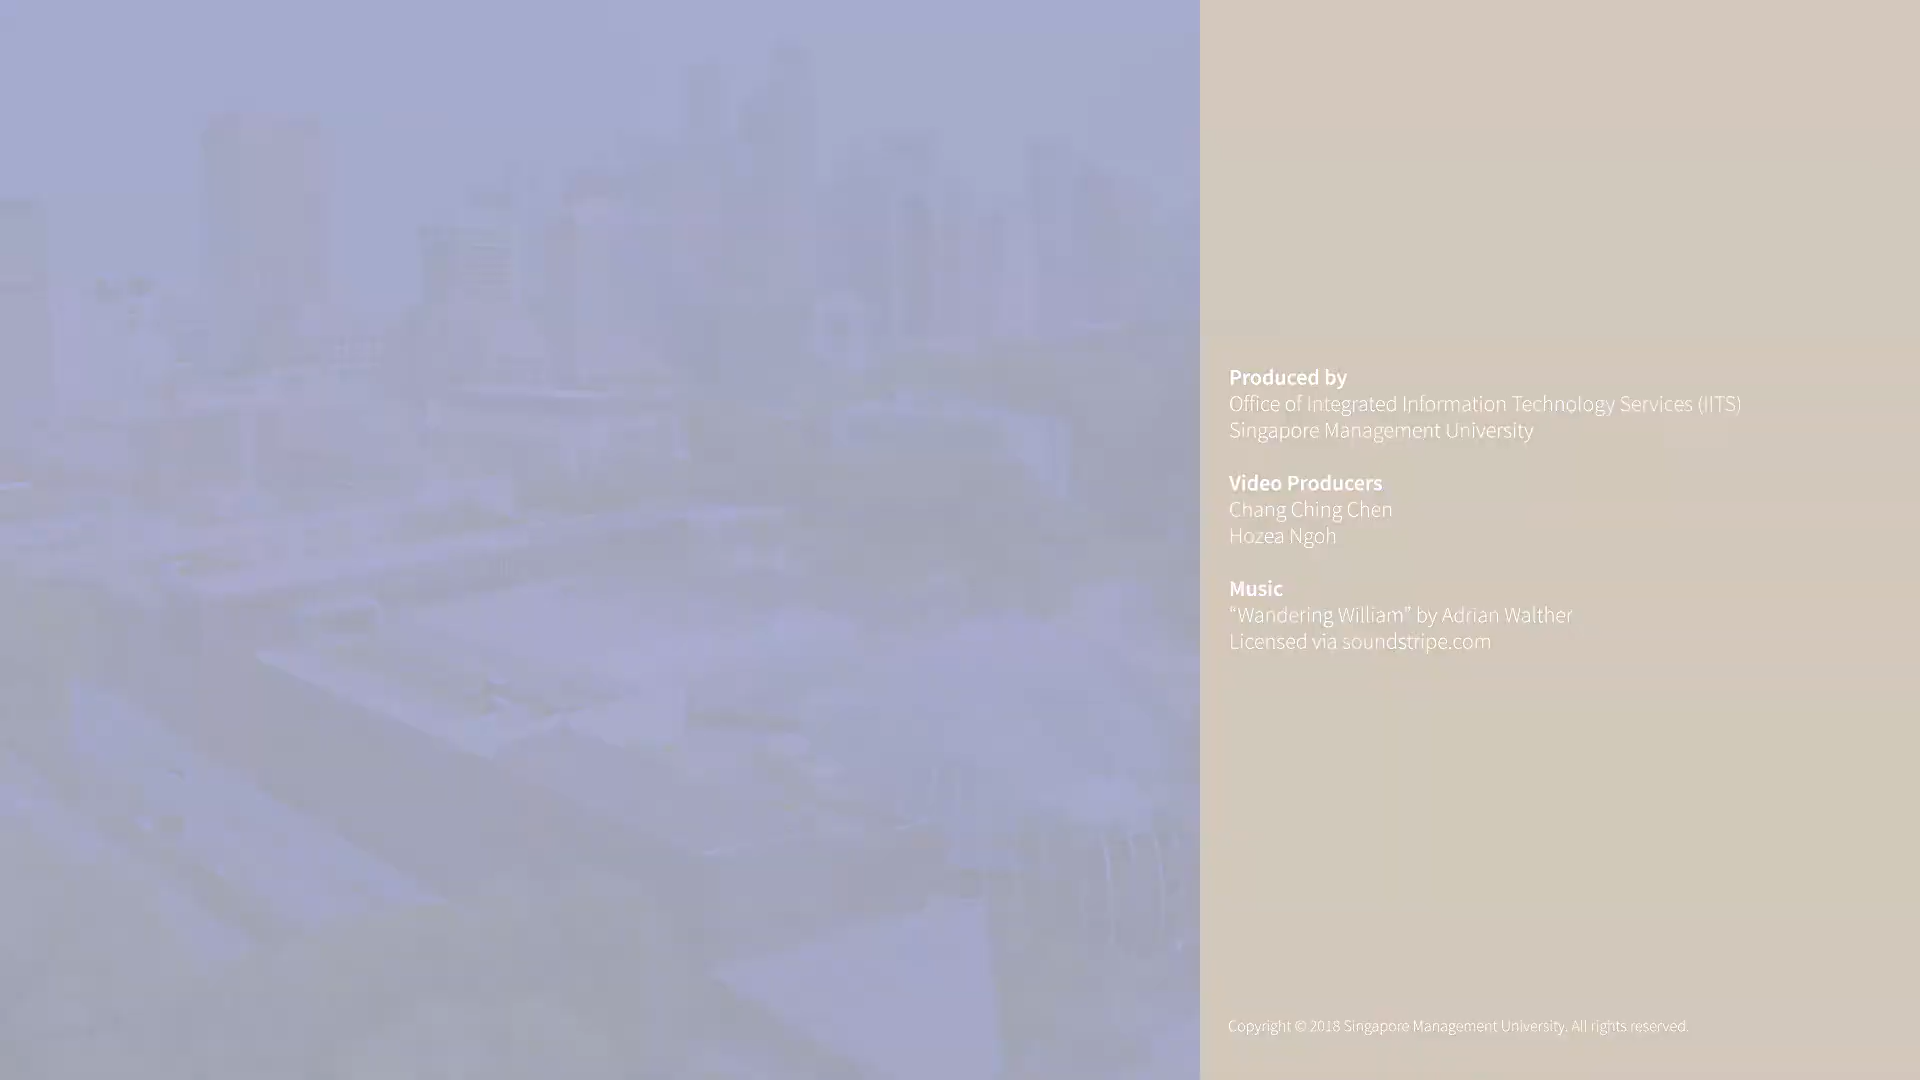 Produced by
Office of Integrated Information Technology Services (IITS)
Singapore Management University
Video Producers
Chang Ching Chen
Hozea Ngoh
Music
“Wandering William” by Adrian Walther
Licensed via soundstripe.com
Copyright © 2018 Singapore Management University. All rights reserved.